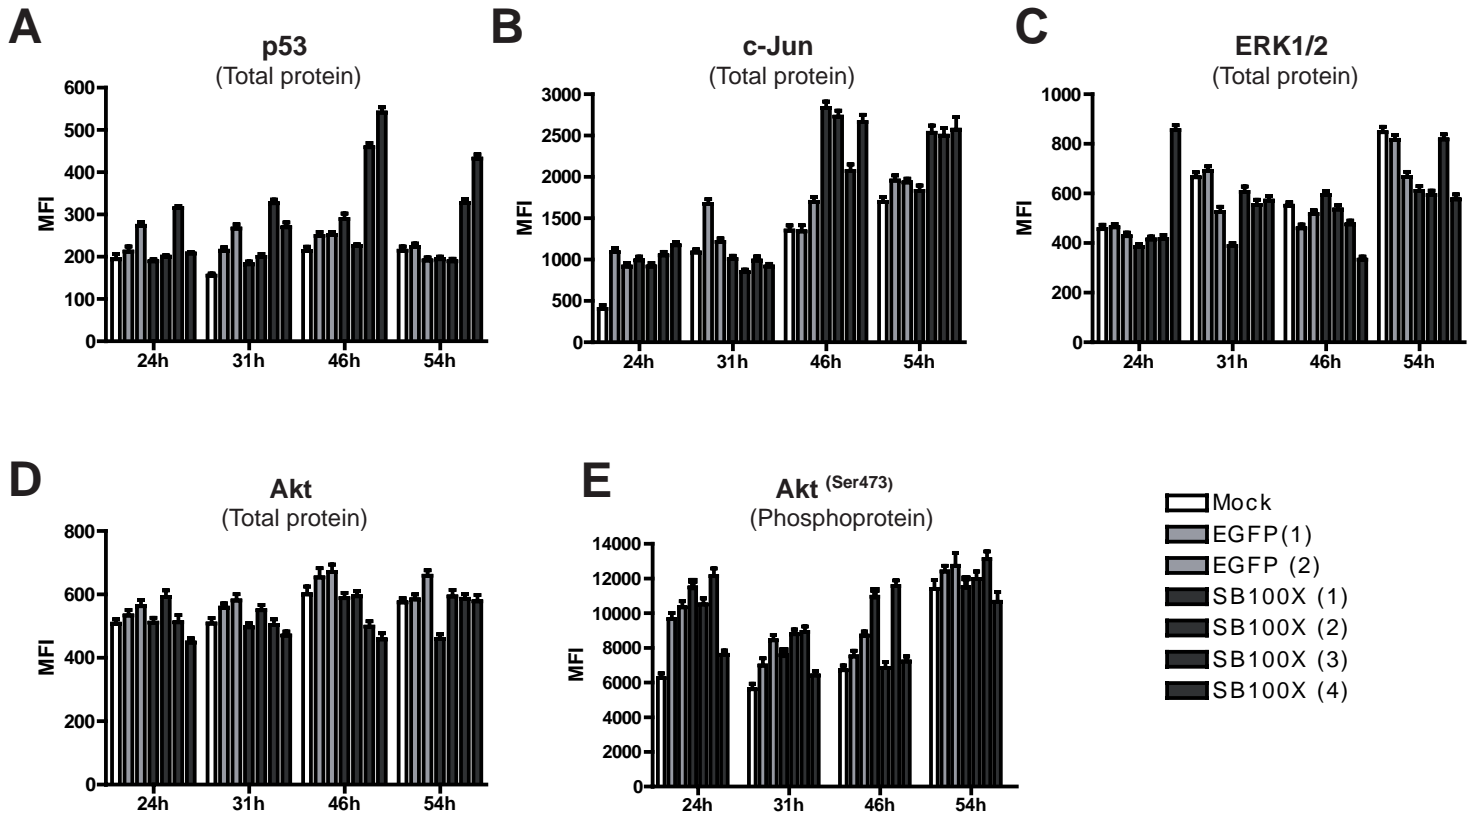 A
p53
(Total protein)
600
500
400
300
200
100
0
MFI
24h
31h
46h
54h
B
c-Jun
(Total protein)
3000
2500
2000
1500
1000
500
0
MFI
24h
31h
46h
54h
C
ERK1/2
(Total protein)
1000
800
600
400
200
0
MFI
24h
31h
46h
54h
D
Akt
(Total protein)
800
600
400
200
0
MFI
24h
31h
46h
54h
E
Akt (Ser473)
(Phosphoprotein)
14000
12000
10000
8000
6000
4000
2000
0
MFI
24h
31h
46h
54h
Mock
EGFP(1)
EGFP (2)
SB100X (1)
SB100X (2)
SB100X (3)
SB100X (4)